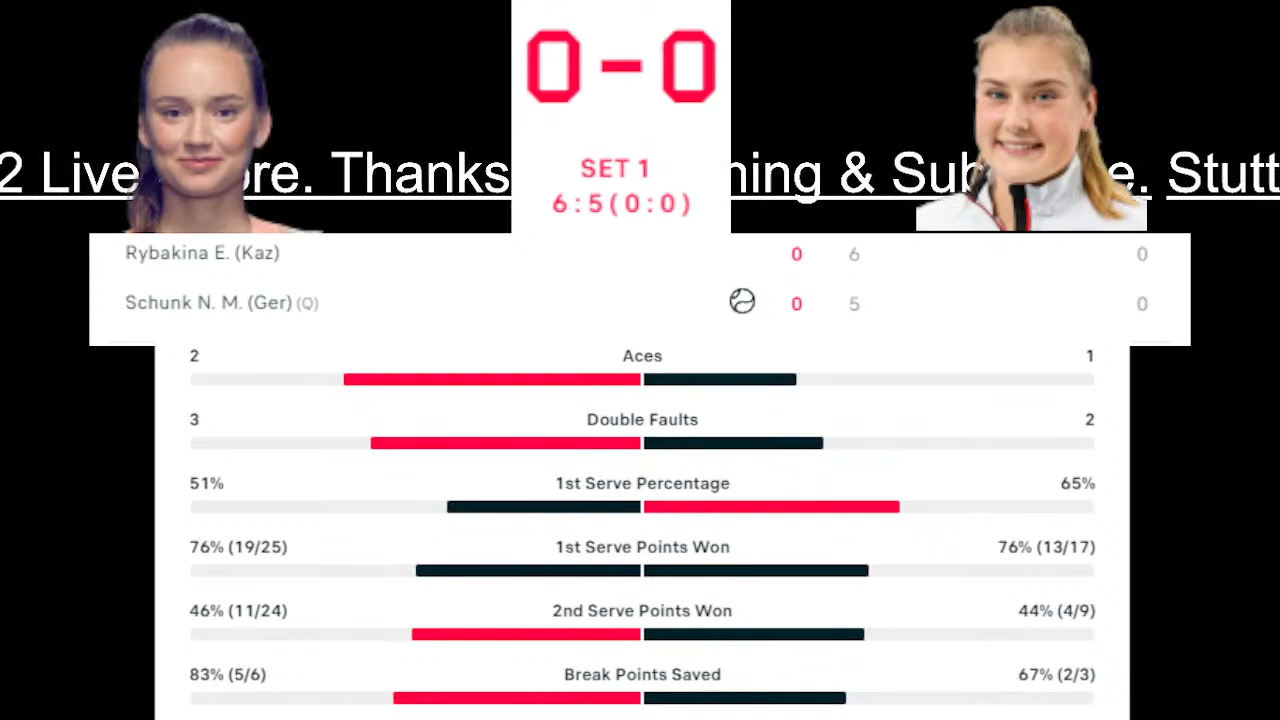 0 - 0
2 Live ore. Thanks ning & Sub e. Stutt
SET 1
6 : 5 ( 0 : 0 )
Rybakina E. (Kaz) 0 6 0
Schunk N. M. (Ger) (Q) 0 5 0
2 Aces 1
3 Double Faults 2
51% 1st Serve Percentage 65%
76% (19/25) 1st Serve Points Won 76% (13/17)
46% (11/24) 2nd Serve Points Won 44% (4/9)
83% (5/6) Break Points Saved 67% (2/3)